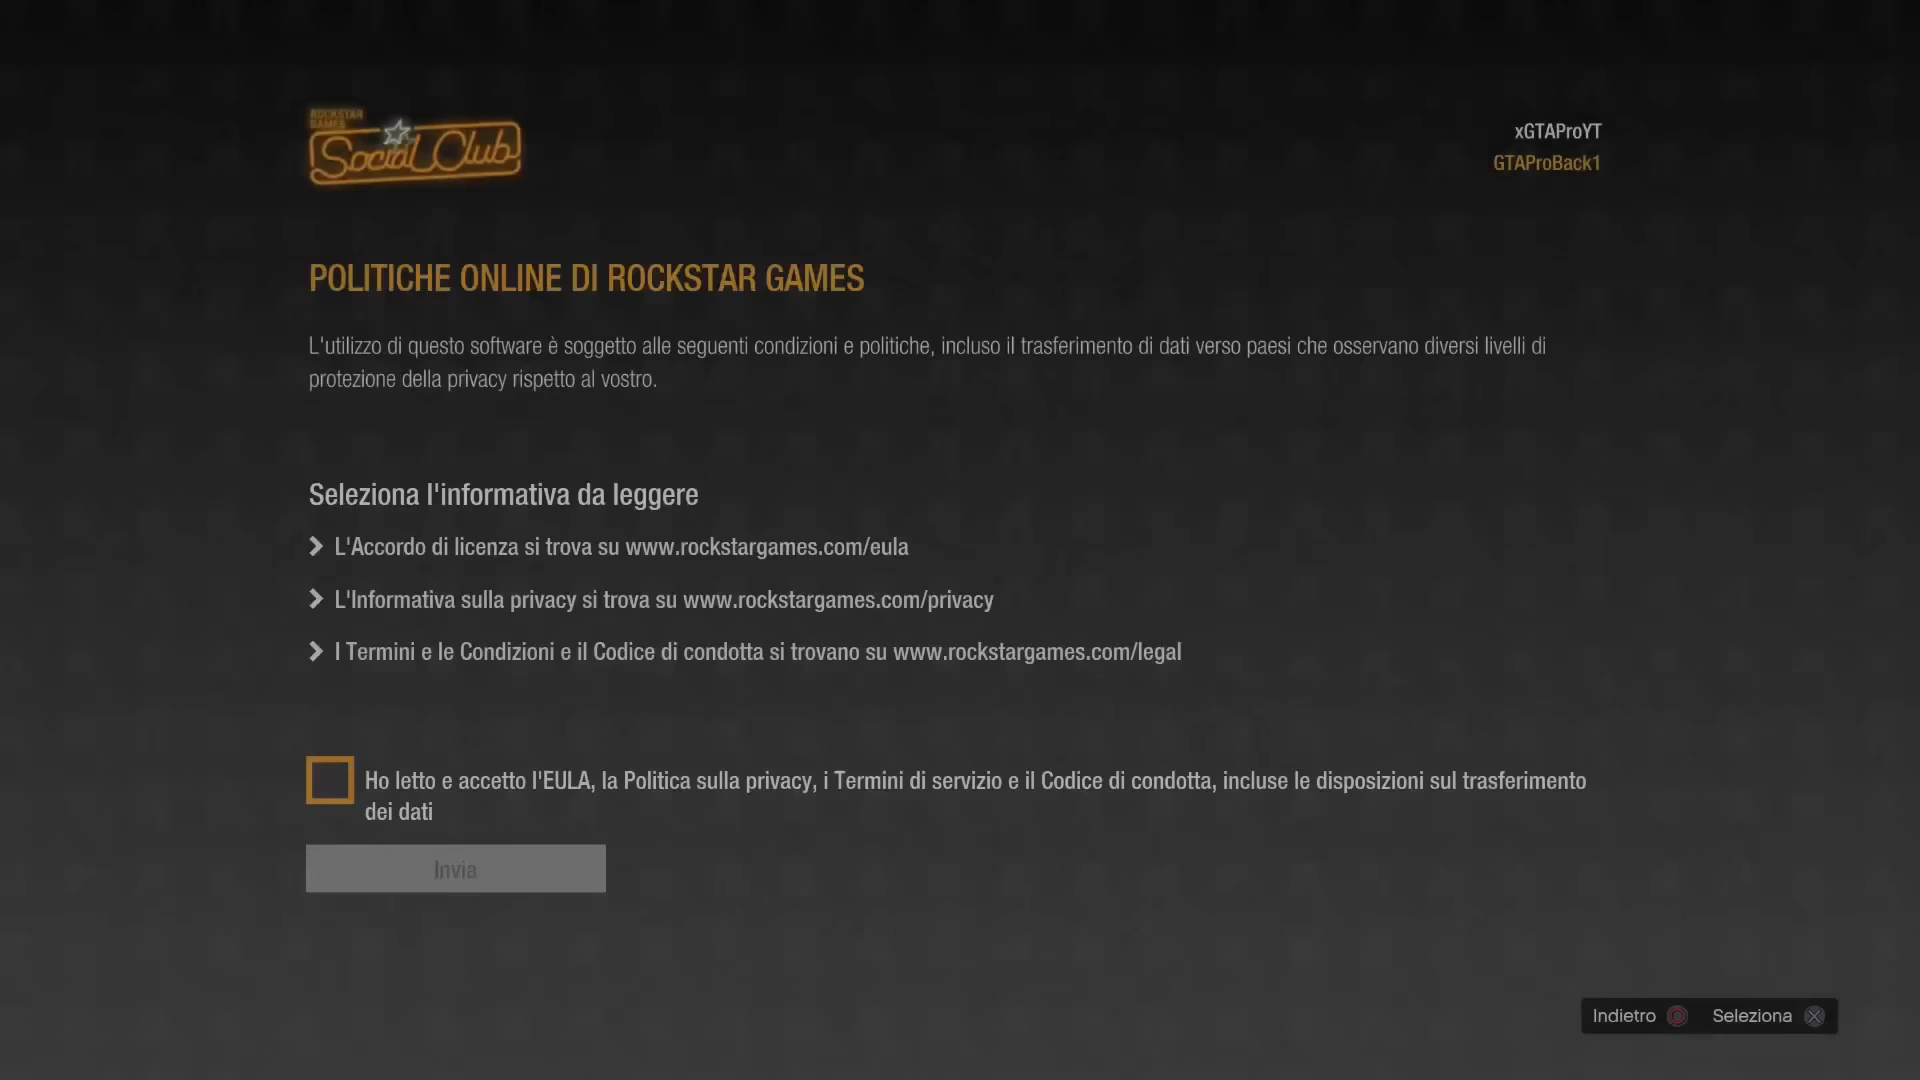 ROCKSTAR
GAMES
Social Club
xGTAProYT
GTAProBack1
POLITICHE ONLINE DI ROCKSTAR GAMES
L'utilizzo di questo software è soggetto alle seguenti condizioni e politiche, incluso il trasferimento di dati verso paesi che osservano diversi livelli di
protezione della privacy rispetto al vostro.
Seleziona l'informativa da leggere
L'Accordo di licenza si trova su www.rockstargames.com/eula
L'Informativa sulla privacy si trova su www.rockstargames.com/privacy
I Termini e le Condizioni e il Codice di condotta si trovano su www.rockstargames.com/legal
Ho letto e accetto l'EULA, la Politica sulla privacy, i Termini di servizio e il Codice di condotta, incluse le disposizioni sul trasferimento
dei dati
Invia
Indietro Seleziona